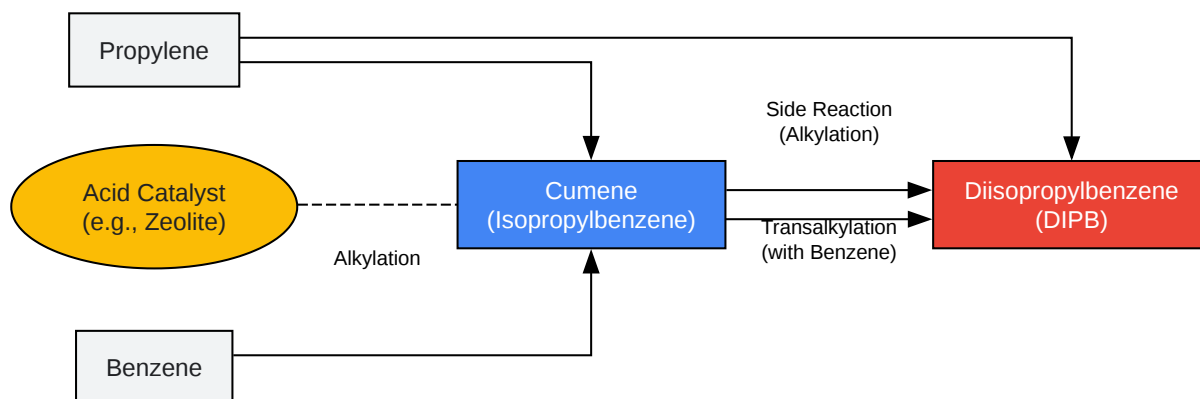 Propylene
Side Reaction
(Alkylation)
Acid Catalyst
(e.g., Zeolite)
Cumene
(Isopropylbenzene)
Diisopropylbenzene
(DIPB)
Transalkylation
(with Benzene)
Alkylation
Benzene